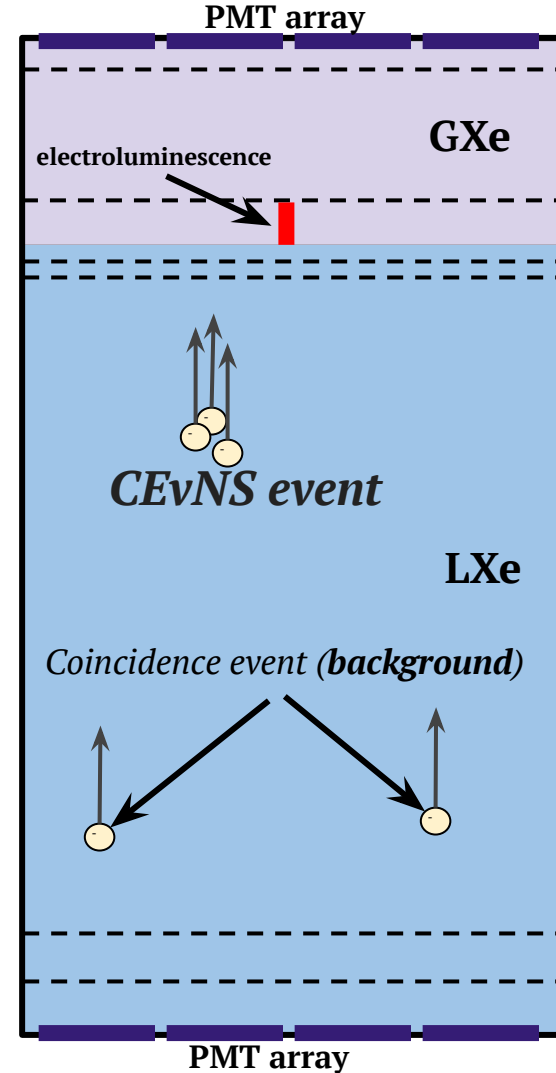 PMT array
GXe
electroluminescence
-
-
-
CEvNS event
LXe
Coincidence event (background)
-
-
PMT array